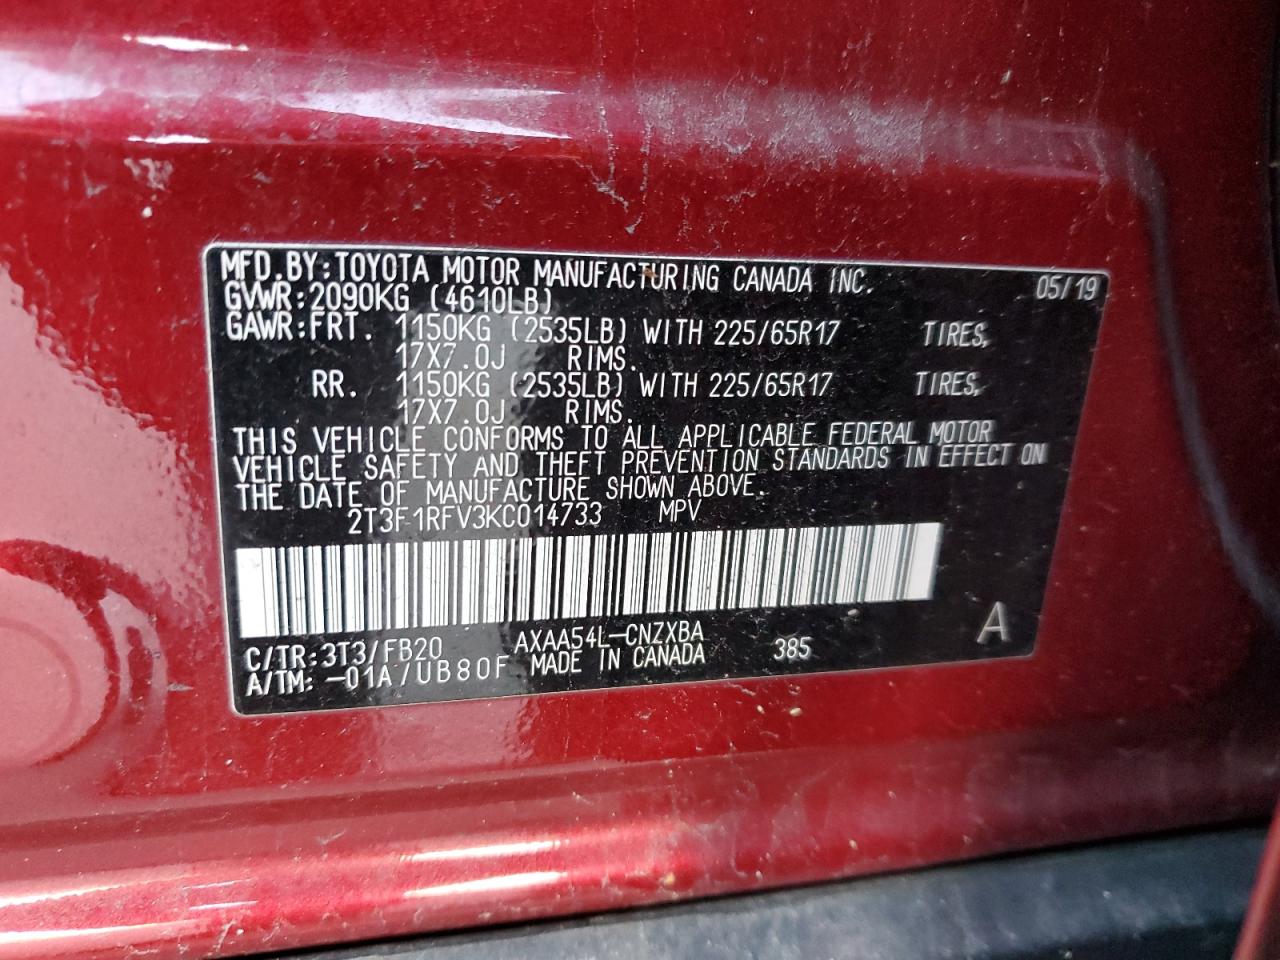 MFD.BY:TOYOTA MOTOR MANUFACTURING CANADA INC. 05/19
GVWR:2090KG (4610LB)
GAWR:FRT. 1150KG (2535LB) WITH 225/65R17 TIRES,
17X7.0J RIMS.
RR. 1150KG (2535LB) WITH 225/65R17 TIRES,
17X7.0J RIMS.
THIS VEHICLE CONFORMS TO ALL APPLICABLE FEDERAL MOTOR
VEHICLE SAFETY AND THEFT PREVENTION STANDARDS IN EFFECT ON
THE DATE OF MANUFACTURE SHOWN ABOVE.
2T3F1RFV3KC014733 MPV
C/TR:3T3/FB20 AXAA54L-CNZXBA
A/TM:-01A/UB80F MADE IN CANADA 385 A